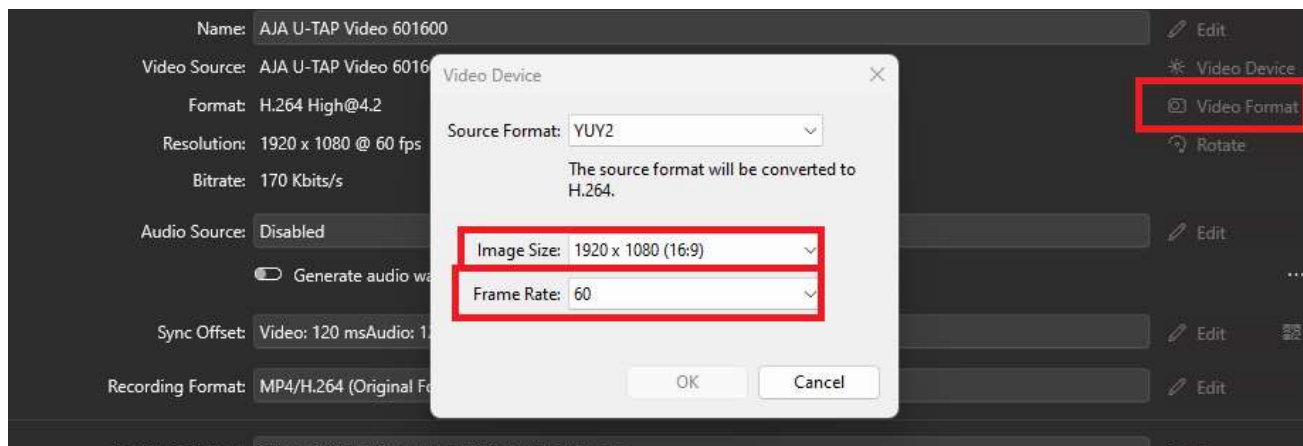 Name: AJA U-TAP Video 601600
Edit
Video Source: AJA U-TAP Video 6016
Video Device
Format: H.264 High@4.2
Video Format
Resolution: 1920 x 1080 @ 60 fps
Rotate
Bitrate: 170 Kbits/s
Audio Source: Disabled
Edit
Generate audio wa
...
Sync Offset: Video: 120 msAudio: 1
Edit
Recording Format: MP4/H.264 (Original Fo
Edit
Video Device
Source Format: YUY2
The source format will be converted to
H.264.
Image Size: 1920 x 1080 (16:9)
Frame Rate: 60
OK
Cancel